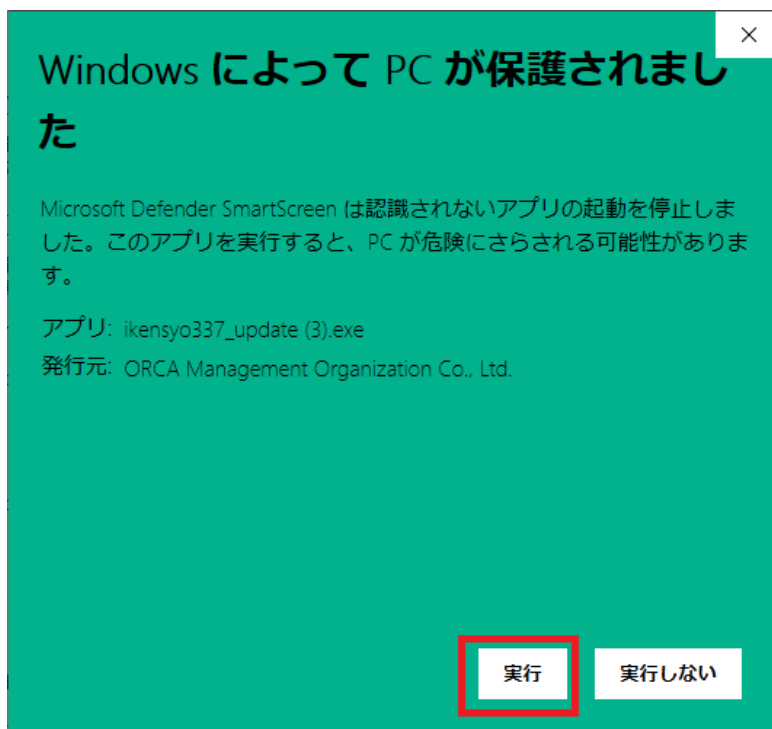 Windows によって PC が保護されまし
た
Microsoft Defender SmartScreen は認識されないアプリの起動を停止しま
した。このアプリを実行すると、PC が危険にさらされる可能性がありま
す。
アプリ: ikensyo337_update (3).exe
発行元: ORCA Management Organization Co., Ltd.
実行 実行しない